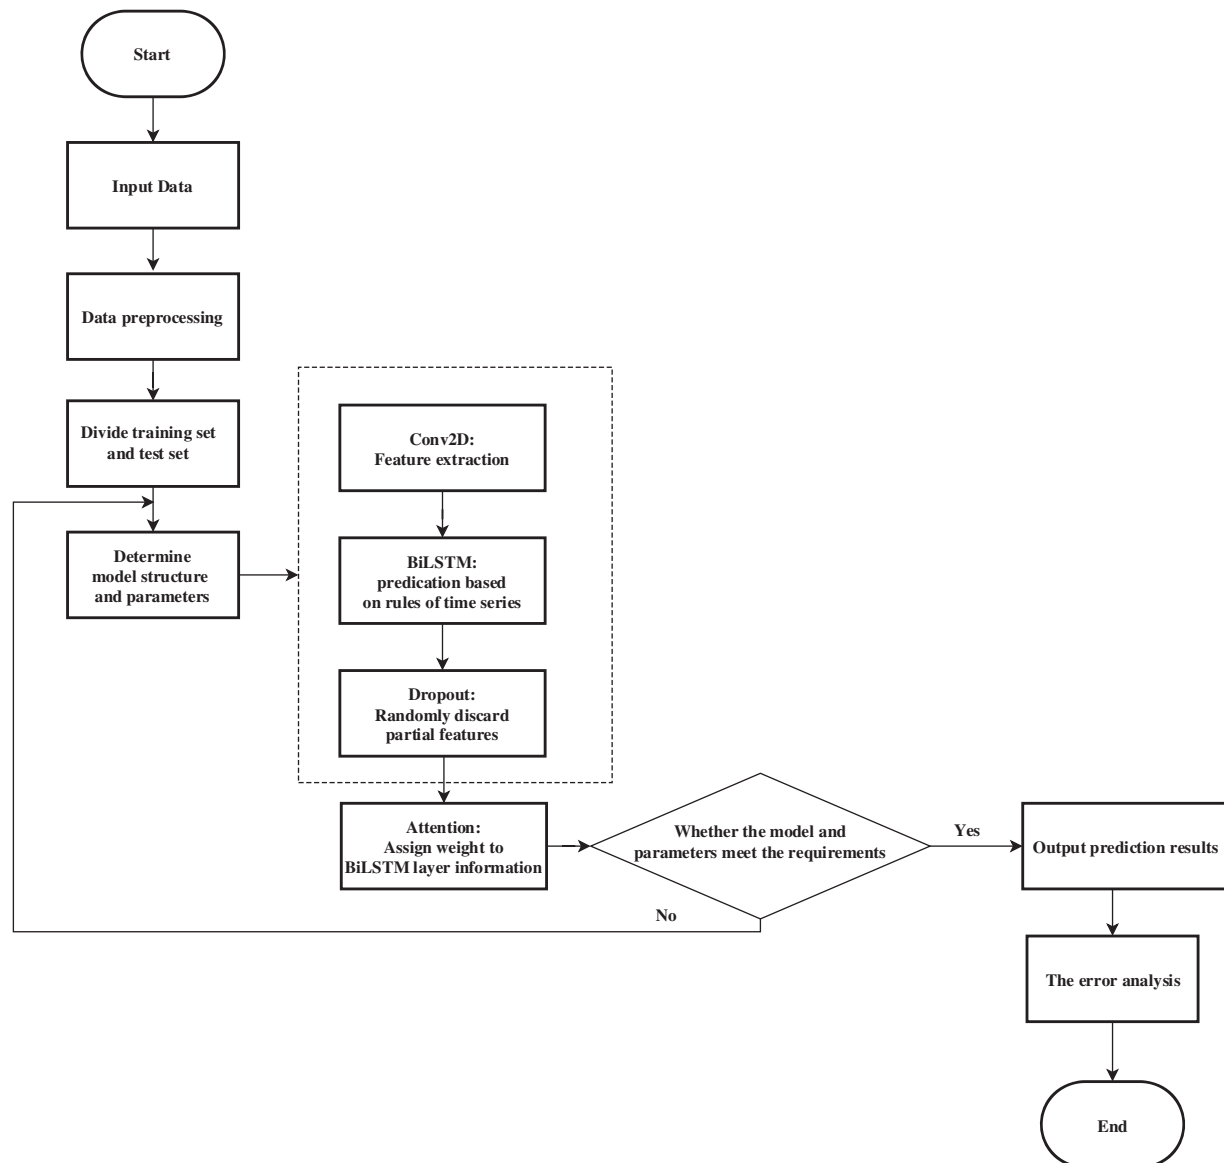 Start
Input Data
Data preprocessing
Divide training set
and test set
Determine
model structure
and parameters
Conv2D:
Feature extraction
BiLSTM:
predication based
on rules of time series
Dropout:
Randomly discard
partial features
Attention:
Assign weight to
BiLSTM layer information
Whether the model and
parameters meet the requirements
Yes
No
Output prediction results
The error analysis
End